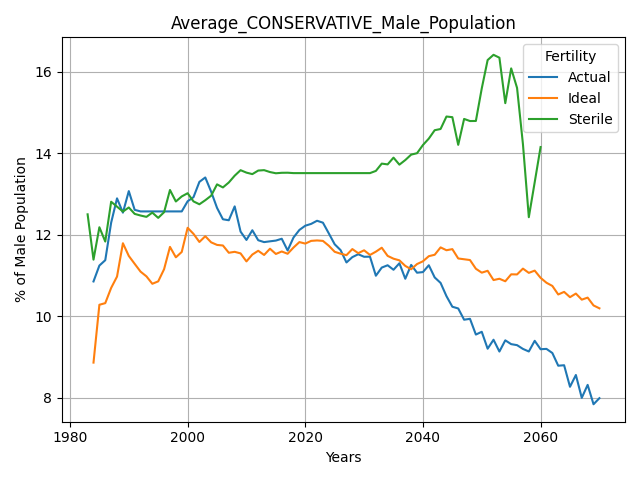 Average_CONSERVATIVE_Male_Population
Fertility
Actual
Ideal
Sterile
% of Male Population
16
14
12
10
8
1980
2000
2020
2040
2060
Years